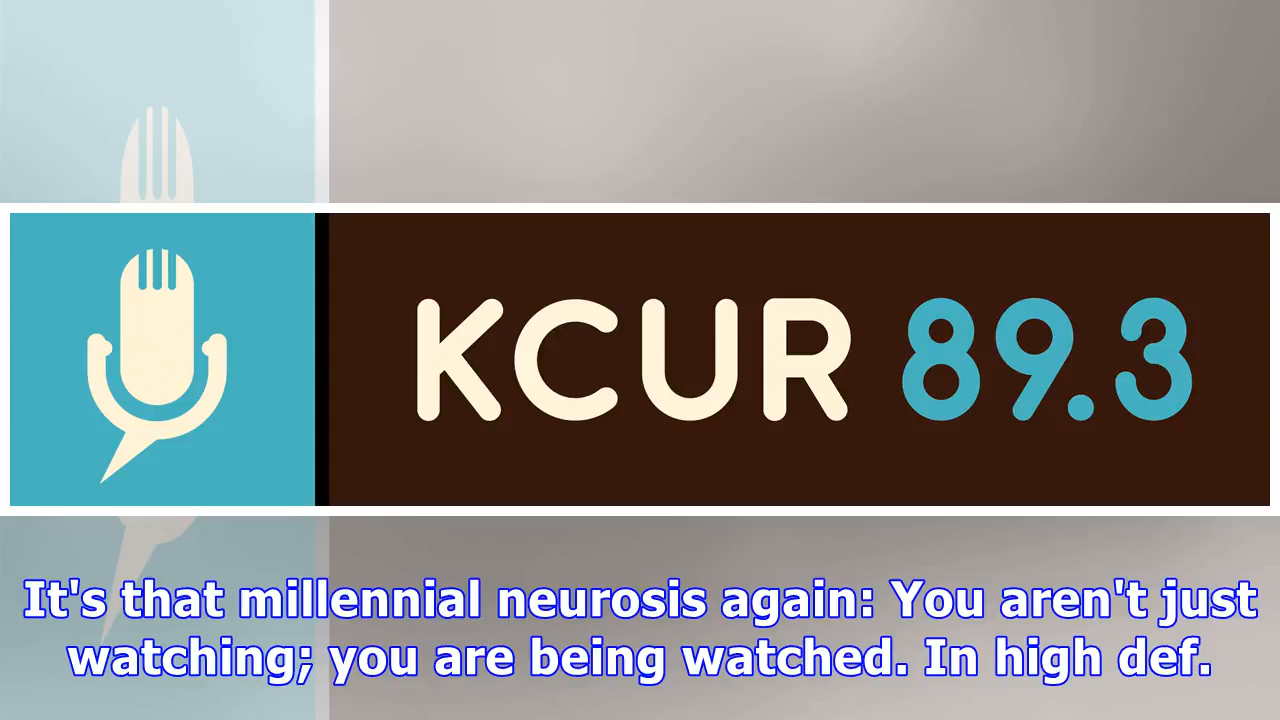 KCUR 89.3
It's that millennial neurosis again: You aren't just
watching; you are being watched. In high def.